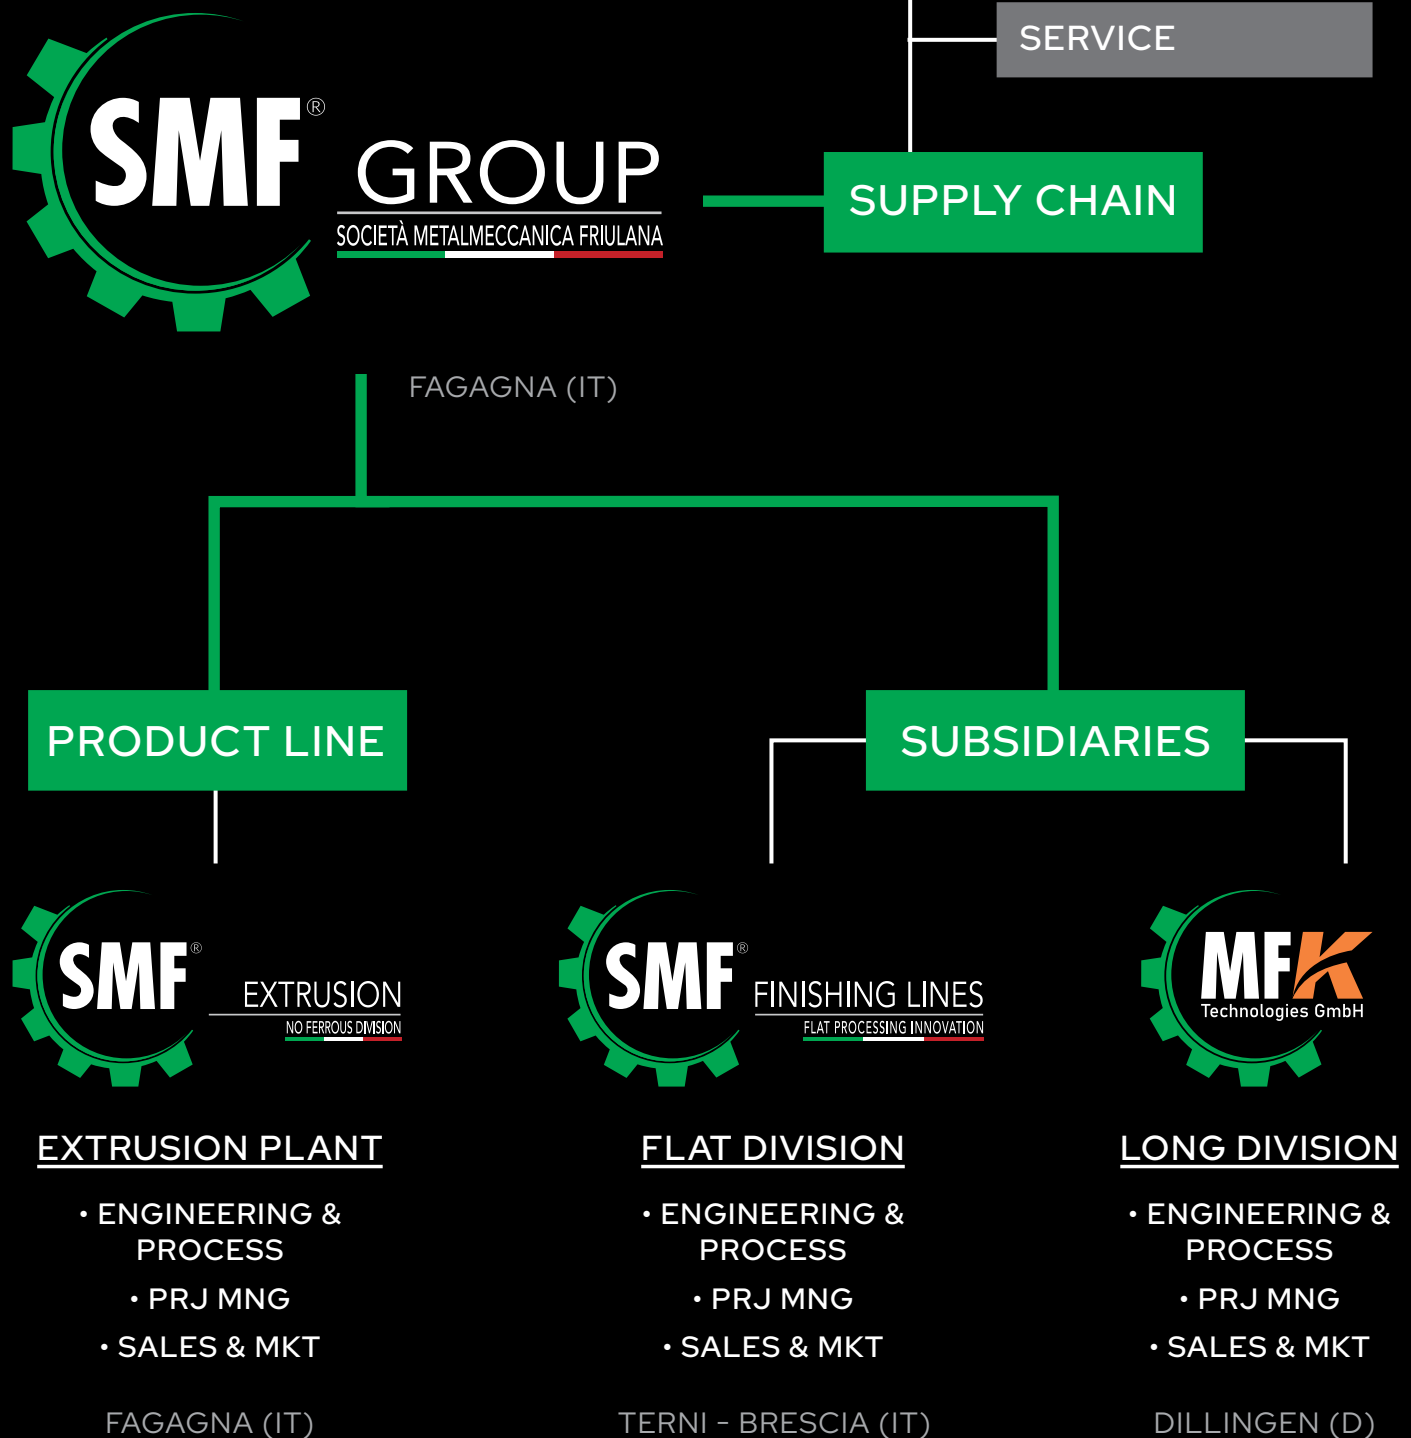 SERVICE
SMF® GROUP
SOCIETÀ METALMECCANICA FRIULANA
SUPPLY CHAIN
FAGAGNA (IT)
PRODUCT LINE
SUBSIDIARIES
SMF® EXTRUSION
NO FERROUS DIVISION
SMF® FINISHING LINES
FLAT PROCESSING INNOVATION
MFK
Technologies GmbH
EXTRUSION PLANT
• ENGINEERING &
PROCESS
• PRJ MNG
• SALES & MKT
FAGAGNA (IT)
FLAT DIVISION
• ENGINEERING &
PROCESS
• PRJ MNG
• SALES & MKT
TERNI - BRESCIA (IT)
LONG DIVISION
• ENGINEERING &
PROCESS
• PRJ MNG
• SALES & MKT
DILLINGEN (D)